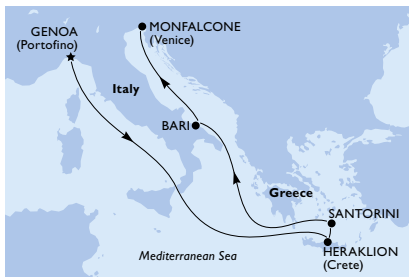 GENOA
(Portofino)
MONFALCONE
(Venice)
Italy
BARI
Greece
SANTORINI
HERAKLION
(Crete)
Mediterranean Sea